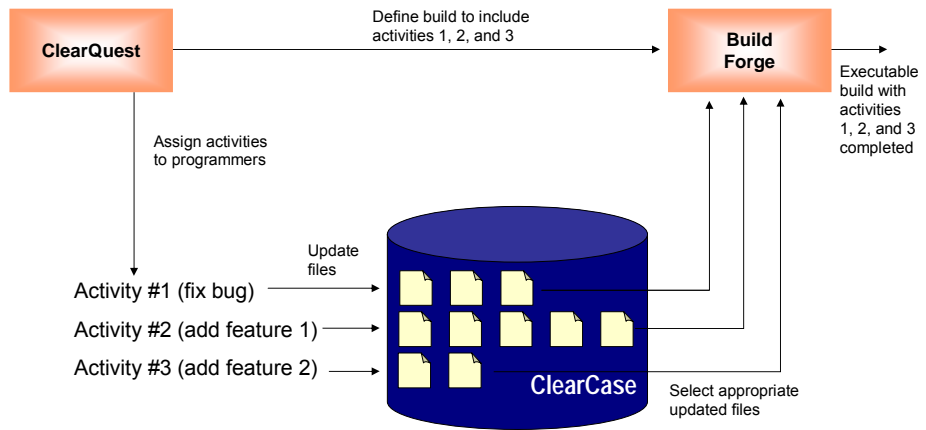 ClearQuest
Define build to include
activities 1, 2, and 3
Build
Forge
Executable
build with
activities
1, 2, and 3
completed
Assign activities
to programmers
Update
files
Activity #1 (fix bug)
Activity #2 (add feature 1)
Activity #3 (add feature 2)
ClearCase
Select appropriate
updated files